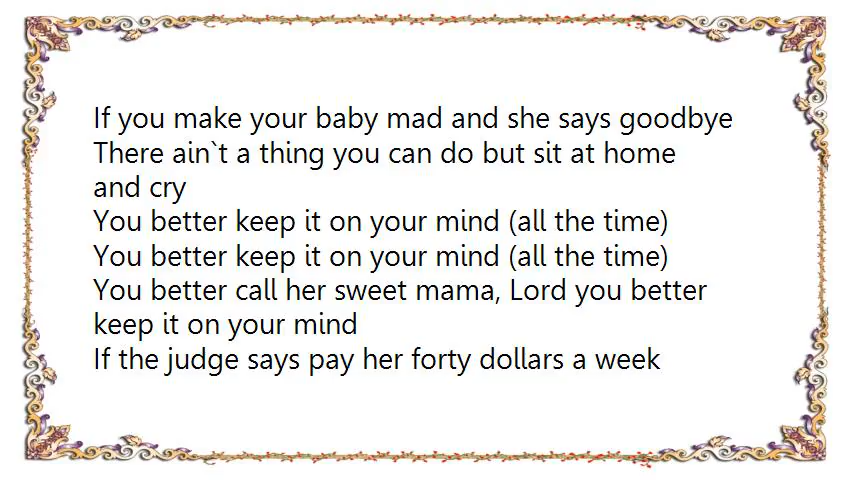 If you make your baby mad and she says goodbye
There ain`t a thing you can do but sit at home
and cry
You better keep it on your mind (all the time)
You better keep it on your mind (all the time)
You better call her sweet mama, Lord you better
keep it on your mind
If the judge says pay her forty dollars a week